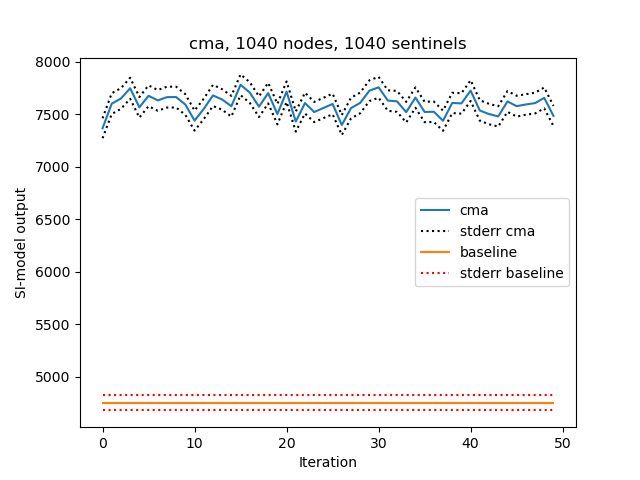 cma, 1040 nodes, 1040 sentinels
8000
7500
7000
6500
6000
5500
5000
SI-model output
cma
stderr cma
baseline
stderr baseline
0 10 20 30 40 50
Iteration